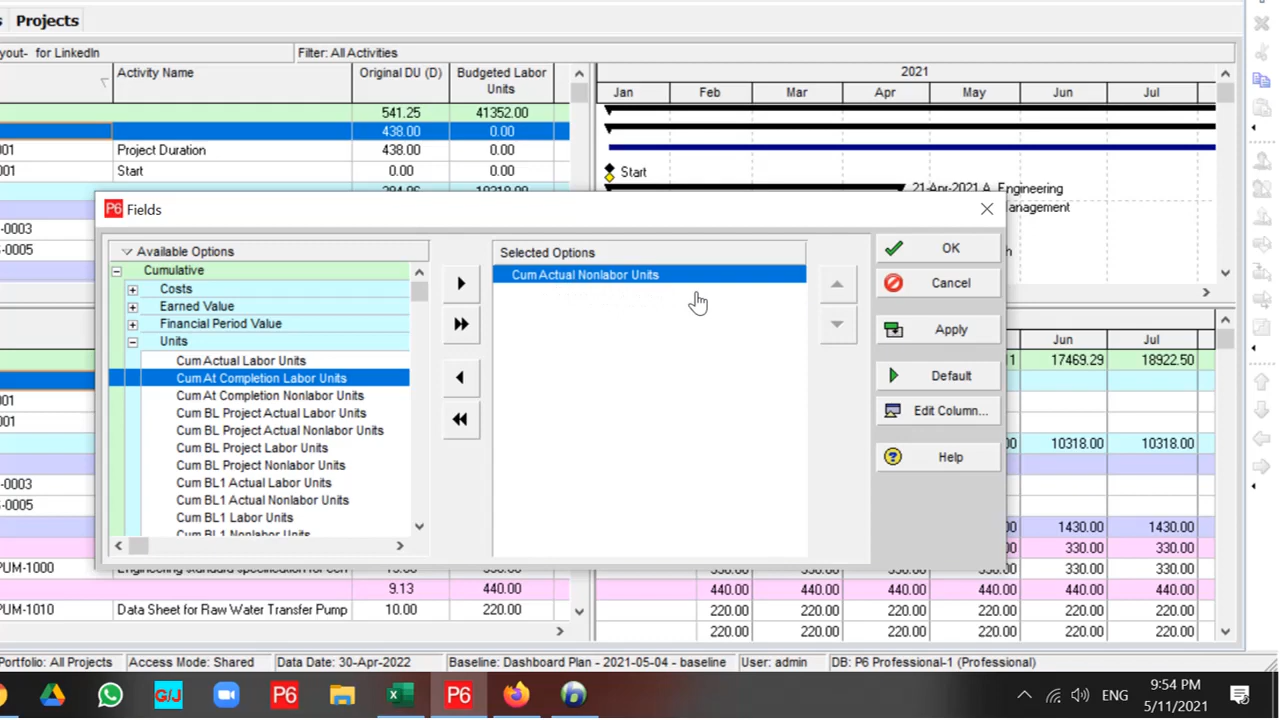 Projects
yout- for LinkedIn
Filter: All Activities
Activity Name
Original DU (D)
Budgeted Labor
Units
2021
Jan Feb Mar Apr May Jun Jul
541.25 41352.00
438.00 0.00
001 Project Duration 438.00 0.00
001 Start 0.00 0.00
Start
21-Apr-2021 A, Engineering
anagement
-0003
S-0005
P6 Fields
Available Options
Selected Options
Cumulative
Costs
Earned Value
Financial Period Value
Units
Cum Actual Labor Units
Cum At Completion Labor Units
Cum At Completion Nonlabor Units
Cum BL Project Actual Labor Units
Cum BL Project Actual Nonlabor Units
Cum BL Project Labor Units
Cum BL Project Nonlabor Units
Cum BL1 Actual Labor Units
Cum BL1 Actual Nonlabor Units
Cum BL1 Labor Units
Cum BL1 Nonlabor Units
Cum Actual Nonlabor Units
OK
Cancel
Apply
Default
Edit Column...
Help
Jun Jul
17469.29 18922.50
001
001
10318.00 10318.00
-0003
S-0005
1430.00 1430.00
330.00 330.00
PUM-1000 330.00 330.00
9.13 440.00 440.00 440.00 440.00 440.00 440.00 440.00
PUM-1010 Data Sheet for Raw Water Transfer Pump 10.00 220.00 220.00 220.00 220.00 220.00 220.00 220.00
220.00 220.00 220.00 220.00 220.00 220.00
Portfolio: All Projects Access Mode: Shared Data Date: 30-Apr-2022 Baseline: Dashboard Plan - 2021-05-04 - baseline User: admin DB: P6 Professional-1 (Professional)
G/J P6 P6 ENG
9:54 PM
5/11/2021